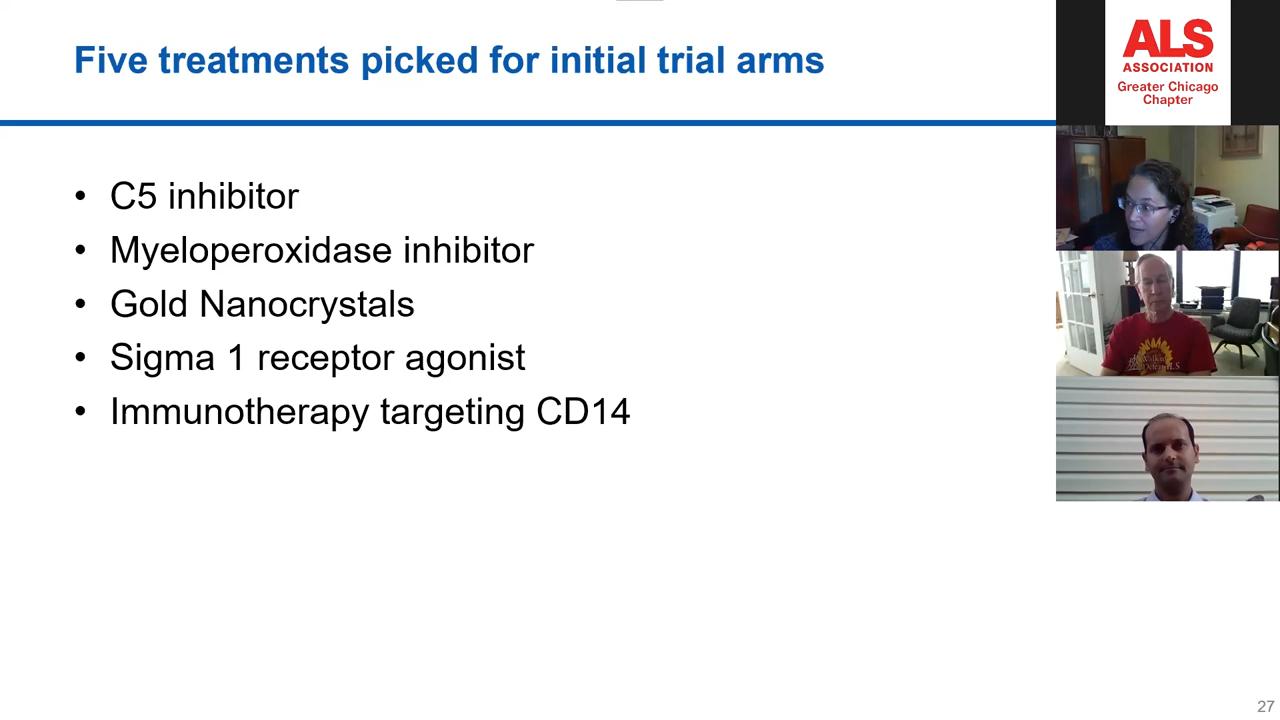 Five treatments picked for initial trial arms
• C5 inhibitor
• Myeloperoxidase inhibitor
• Gold Nanocrystals
• Sigma 1 receptor agonist
• Immunotherapy targeting CD14
ALS
ASSOCIATION
Greater Chicago
Chapter
27